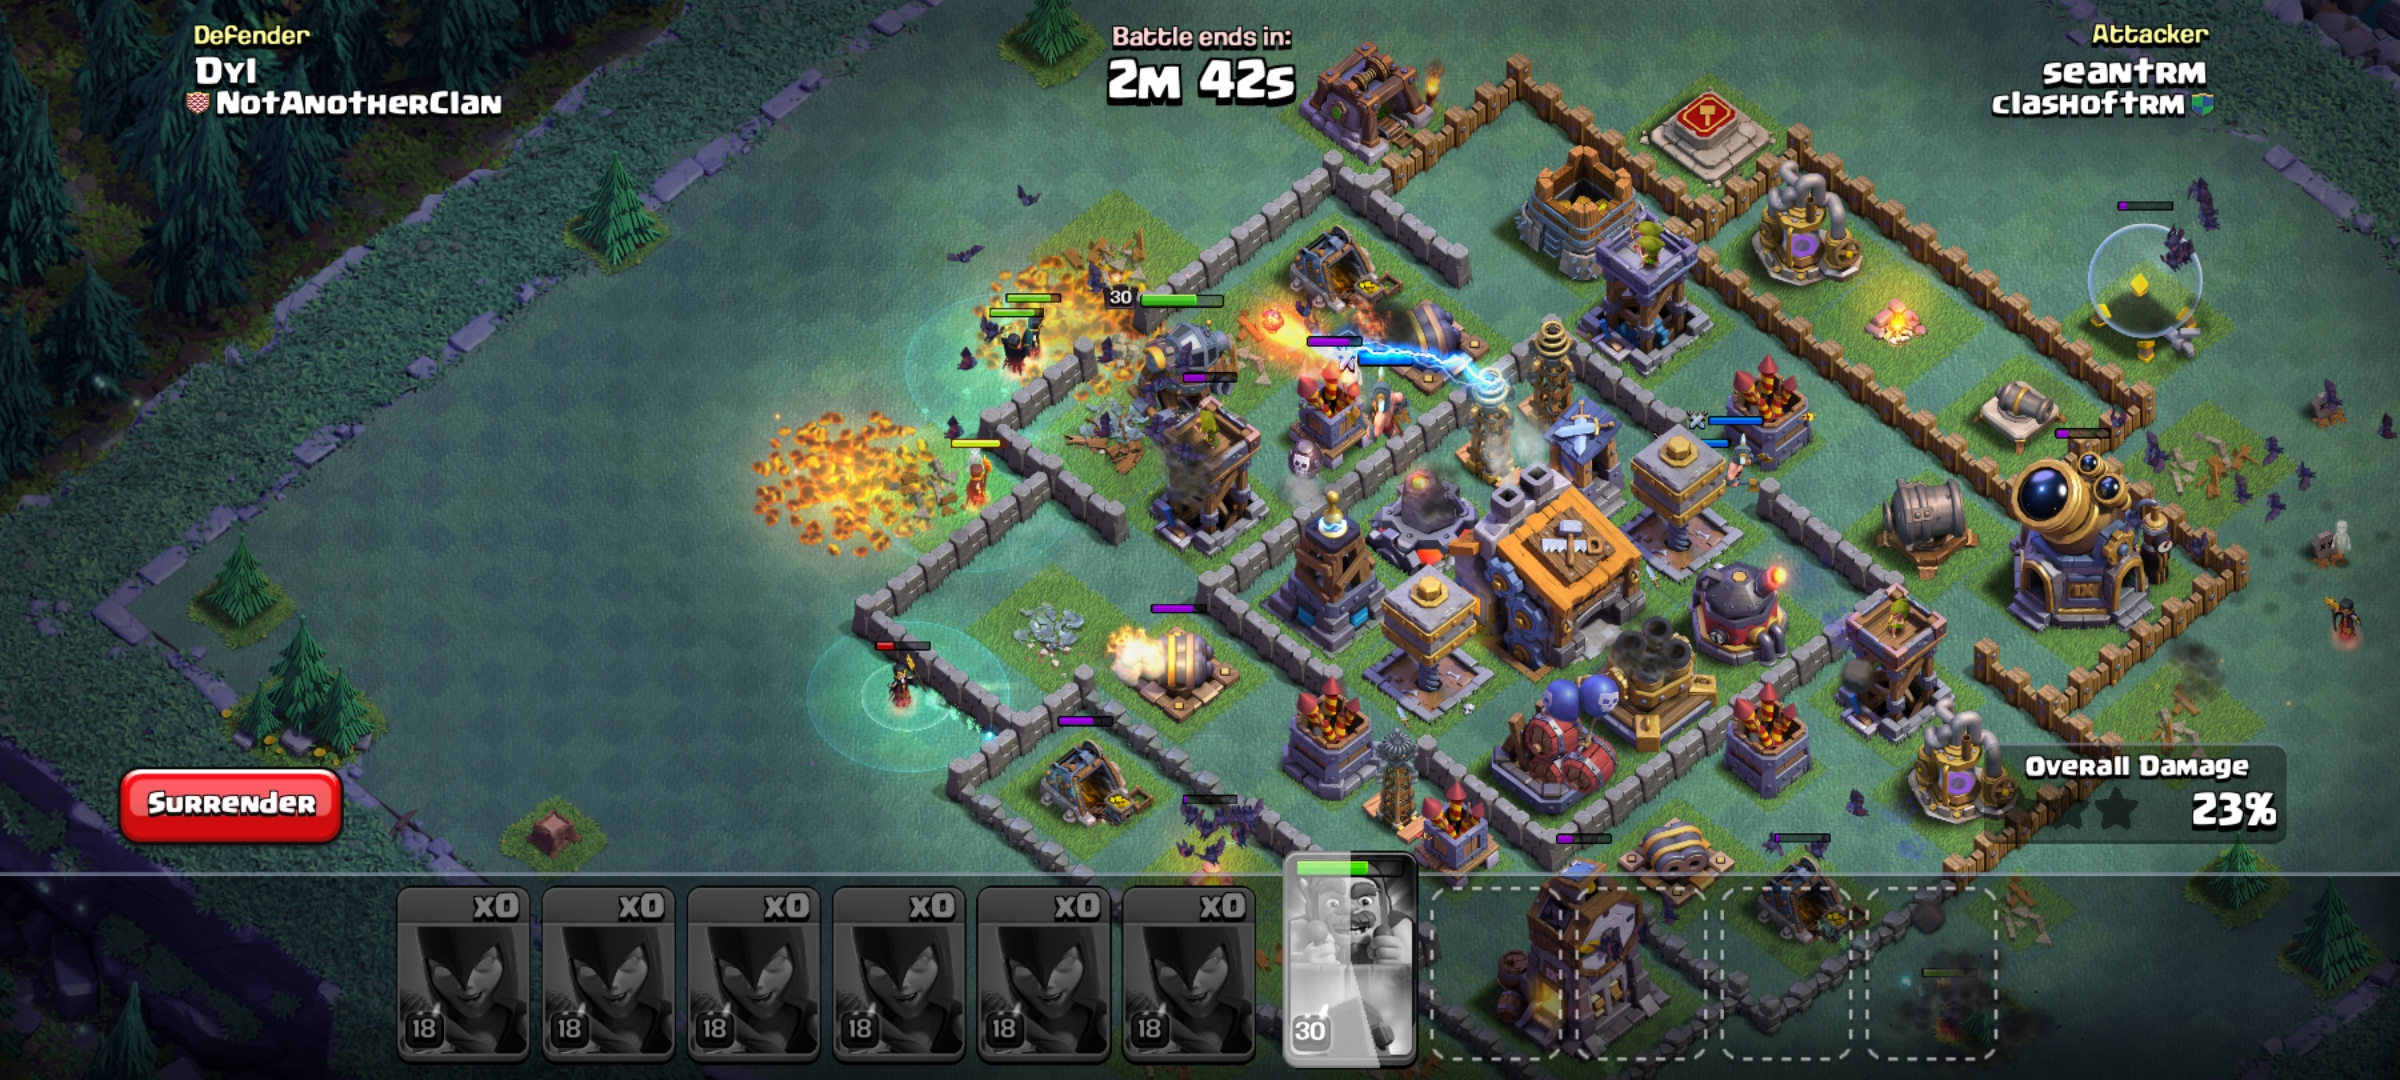 Defender
Dyl
NotAnotherClan
Battle ends in:
2m 42s
Attacker
seantrm
clashoftrm
30
Surrender
Overall Damage
23%
x0
x0
x0
x0
x0
x0
18
18
18
18
18
18
30